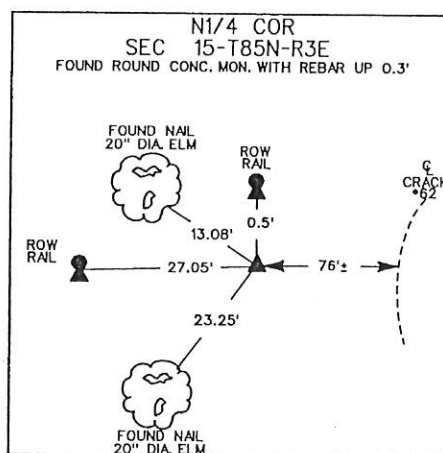 N1/4 COR
SEC 15-T85N-R3E
FOUND ROUND CONC. MON. WITH REBAR UP 0.3'
FOUND NAIL
20" DIA. ELM
ROW
RAIL
℄
CRACK
62
0.5'
13.08'
ROW
RAIL
27.05'
76'±
23.25'
FOUND NAIL
20" DIA. ELM